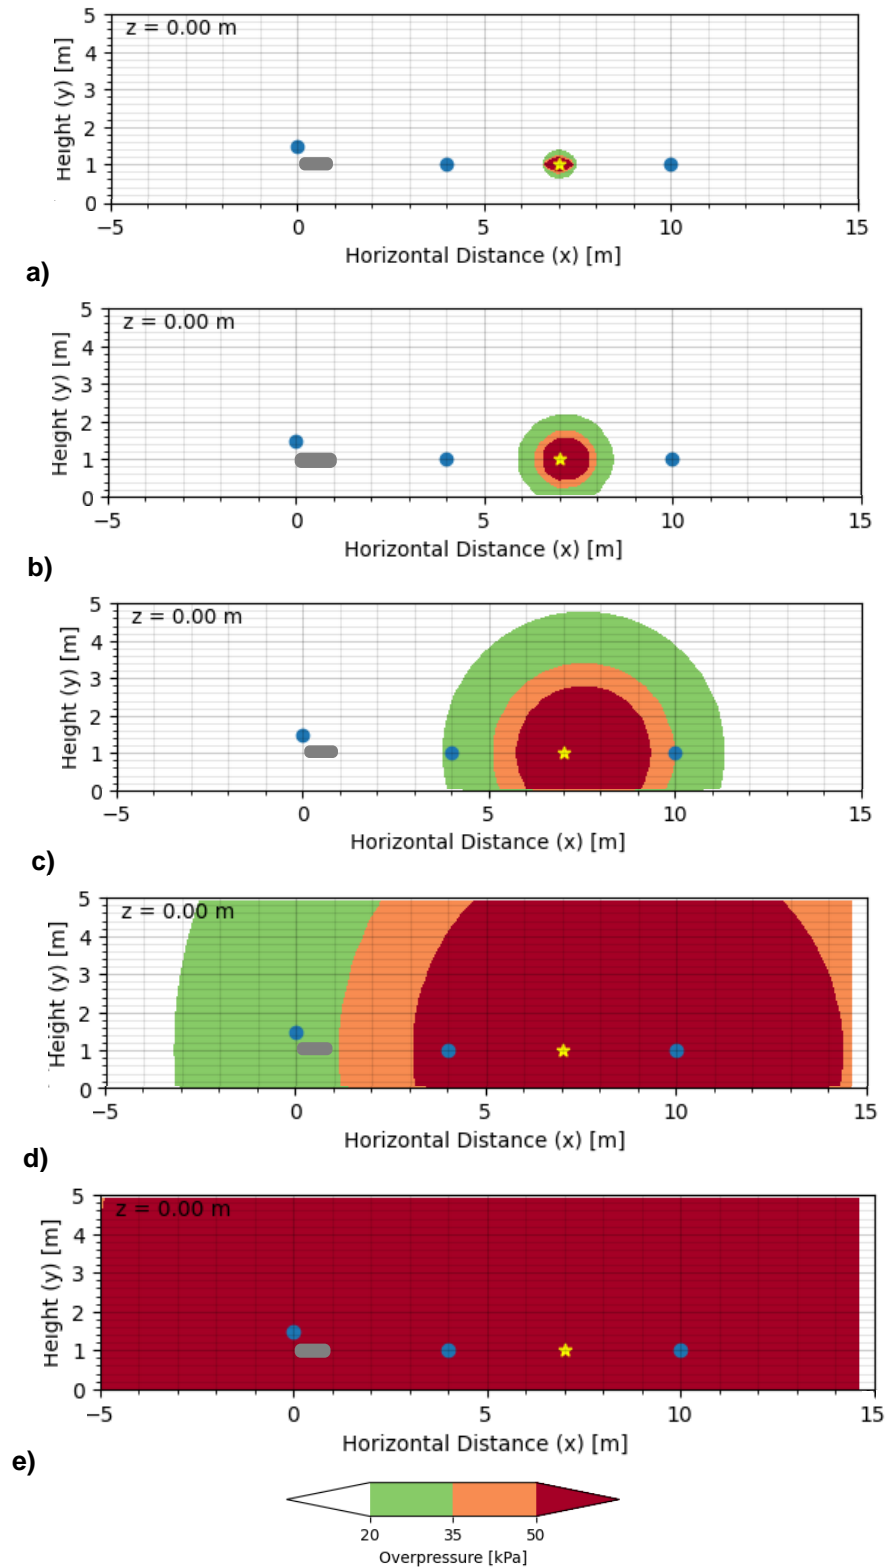 5
z = 0.00 m
4
3
2
1
0
Height (y) [m]
−5 0 5 10 15
Horizontal Distance (x) [m]
a)
5
z = 0.00 m
4
3
2
1
0
Height (y) [m]
−5 0 5 10 15
Horizontal Distance (x) [m]
b)
5
z = 0.00 m
4
3
2
1
0
Height (y) [m]
−5 0 5 10 15
Horizontal Distance (x) [m]
c)
5
z = 0.00 m
4
3
2
1
0
Height (y) [m]
−5 0 5 10 15
Horizontal Distance (x) [m]
d)
5
z = 0.00 m
4
3
2
1
0
Height (y) [m]
−5 0 5 10 15
Horizontal Distance (x) [m]
e)
20 35 50
Overpressure [kPa]